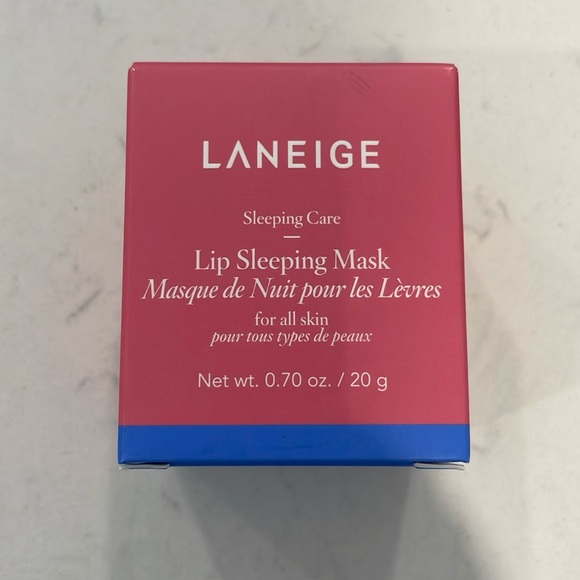 LANEIGE
Sleeping Care
Lip Sleeping Mask
Masque de Nuit pour les Lèvres
for all skin
pour tous types de peaux
Net wt. 0.70 oz. / 20 g